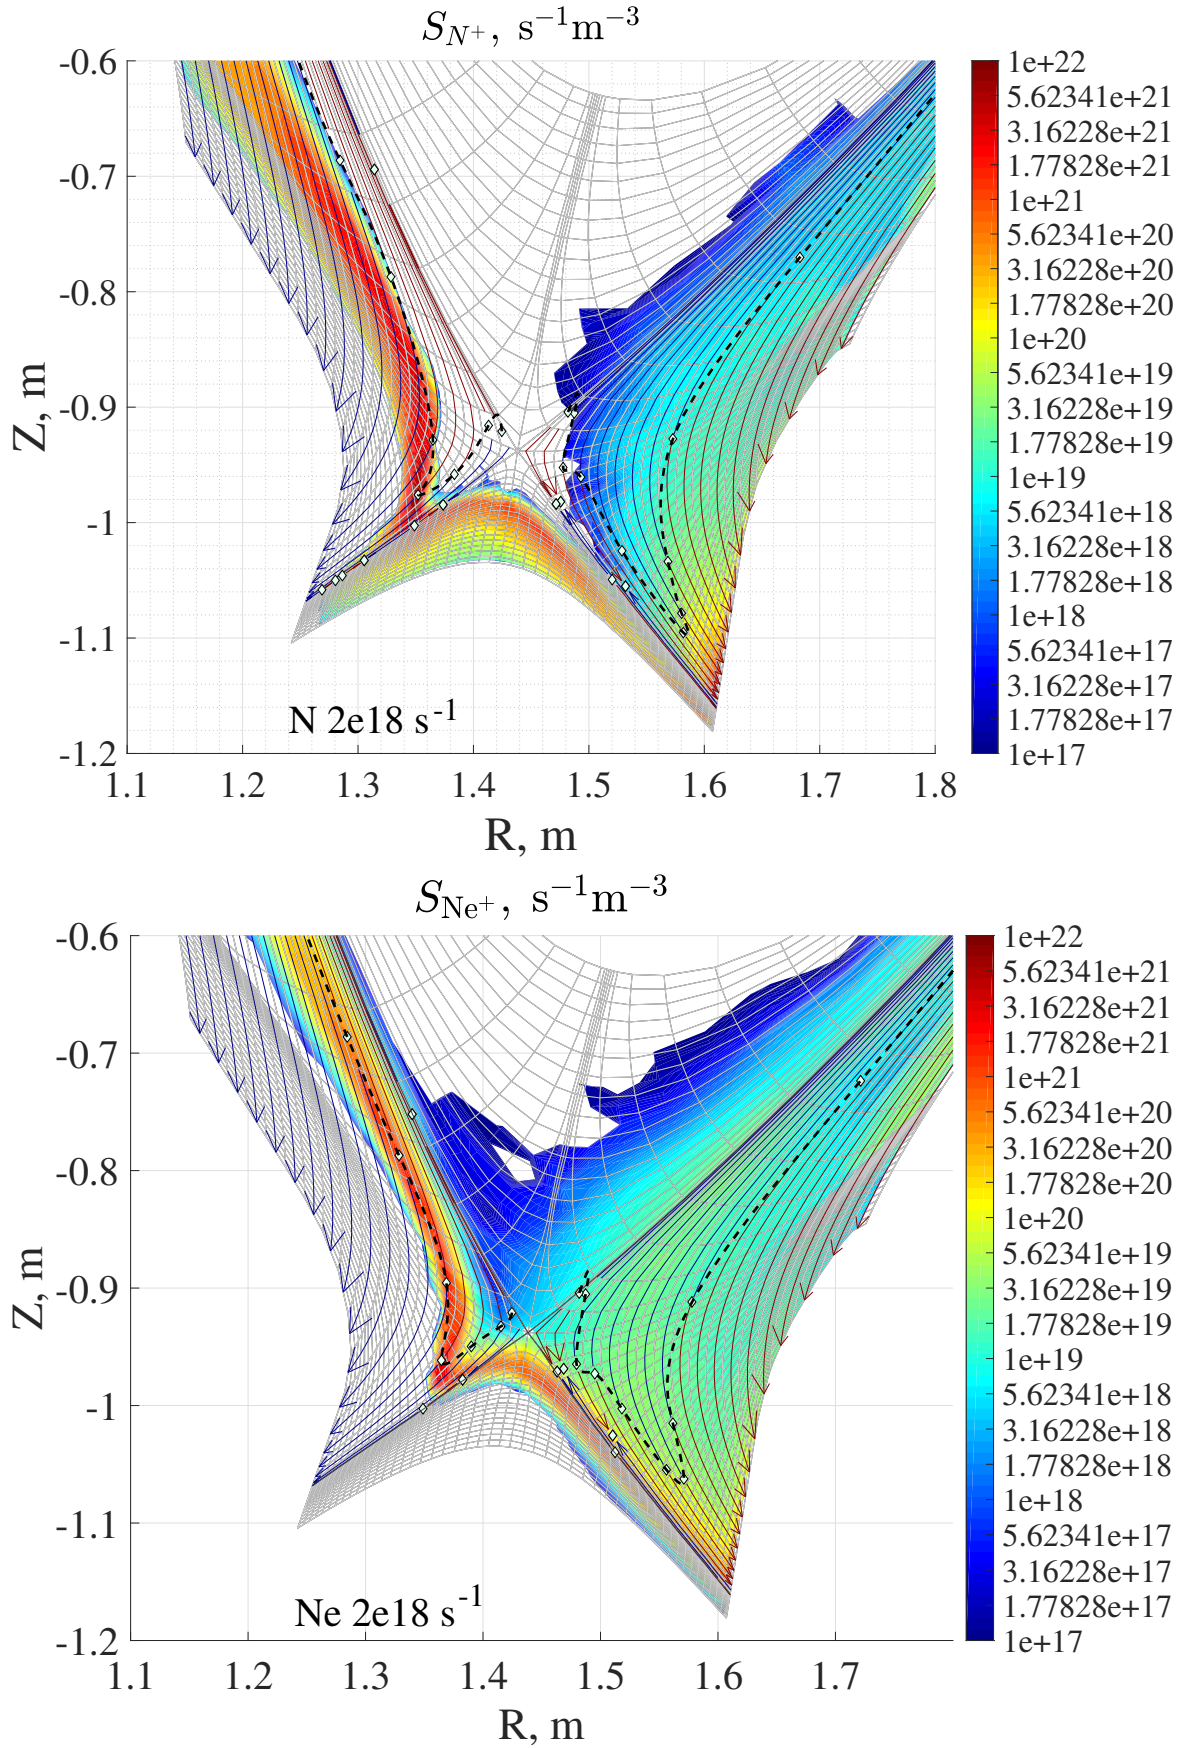 S_{N^+}, s^{-1}m^{-3}
-0.6
-0.7
-0.8
-0.9
-1
-1.1
-1.2
Z, m
N 2e18 s^{-1}
1.1 1.2 1.3 1.4 1.5 1.6 1.7 1.8
R, m
1e+22
5.62341e+21
3.16228e+21
1.77828e+21
1e+21
5.62341e+20
3.16228e+20
1.77828e+20
1e+20
5.62341e+19
3.16228e+19
1.77828e+19
1e+19
5.62341e+18
3.16228e+18
1.77828e+18
1e+18
5.62341e+17
3.16228e+17
1.77828e+17
1e+17
S_{Ne^+}, s^{-1}m^{-3}
-0.6
-0.7
-0.8
-0.9
-1
-1.1
-1.2
Z, m
Ne 2e18 s^{-1}
1.1 1.2 1.3 1.4 1.5 1.6 1.7
R, m
1e+22
5.62341e+21
3.16228e+21
1.77828e+21
1e+21
5.62341e+20
3.16228e+20
1.77828e+20
1e+20
5.62341e+19
3.16228e+19
1.77828e+19
1e+19
5.62341e+18
3.16228e+18
1.77828e+18
1e+18
5.62341e+17
3.16228e+17
1.77828e+17
1e+17